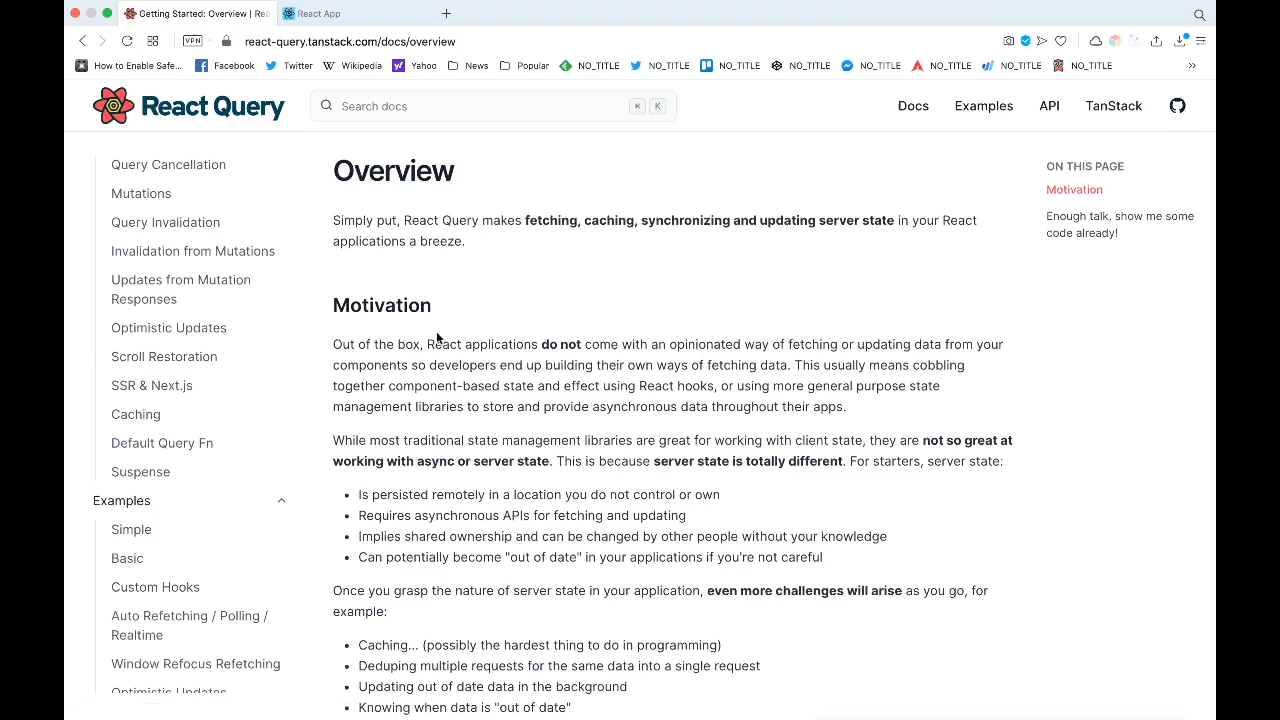 Getting Started: Overview | Rea
React App
VPN
react-query.tanstack.com/docs/overview
How to Enable Safe...
Facebook
Twitter
Wikipedia
Yahoo
News
Popular
NO_TITLE
NO_TITLE
NO_TITLE
NO_TITLE
NO_TITLE
NO_TITLE
NO_TITLE
NO_TITLE
React Query
Search docs
⌘ K
Docs
Examples
API
TanStack
Query Cancellation
Mutations
Query Invalidation
Invalidation from Mutations
Updates from Mutation
Responses
Optimistic Updates
Scroll Restoration
SSR & Next.js
Caching
Default Query Fn
Suspense
Examples
Simple
Basic
Custom Hooks
Auto Refetching / Polling /
Realtime
Window Refocus Refetching
Optimistic Updates
Overview
Simply put, React Query makes fetching, caching, synchronizing and updating server state in your React
applications a breeze.
Motivation
Out of the box, React applications do not come with an opinionated way of fetching or updating data from your
components so developers end up building their own ways of fetching data. This usually means cobbling
together component-based state and effect using React hooks, or using more general purpose state
management libraries to store and provide asynchronous data throughout their apps.
While most traditional state management libraries are great for working with client state, they are not so great at
working with async or server state. This is because server state is totally different. For starters, server state:
• Is persisted remotely in a location you do not control or own
• Requires asynchronous APIs for fetching and updating
• Implies shared ownership and can be changed by other people without your knowledge
• Can potentially become "out of date" in your applications if you're not careful
Once you grasp the nature of server state in your application, even more challenges will arise as you go, for
example:
• Caching... (possibly the hardest thing to do in programming)
• Deduping multiple requests for the same data into a single request
• Updating out of date data in the background
• Knowing when data is "out of date"
ON THIS PAGE
Motivation
Enough talk, show me some
code already!